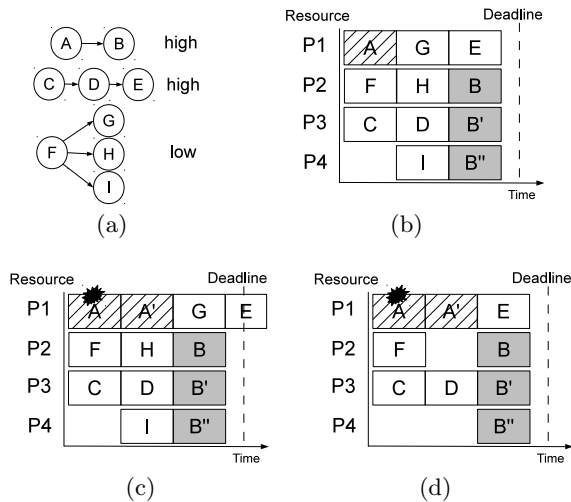 A B high
C D E high
G
F H low
I
(a)
Resource Deadline
P1 A G E
P2 F H B
P3 C D B'
P4 I B"
Time
(b)
Resource Deadline
P1 A A' G E
P2 F H B
P3 C D B'
P4 I B"
Time
(c)
Resource Deadline
P1 A A' E
P2 F B
P3 C D B'
P4 B"
Time
(d)